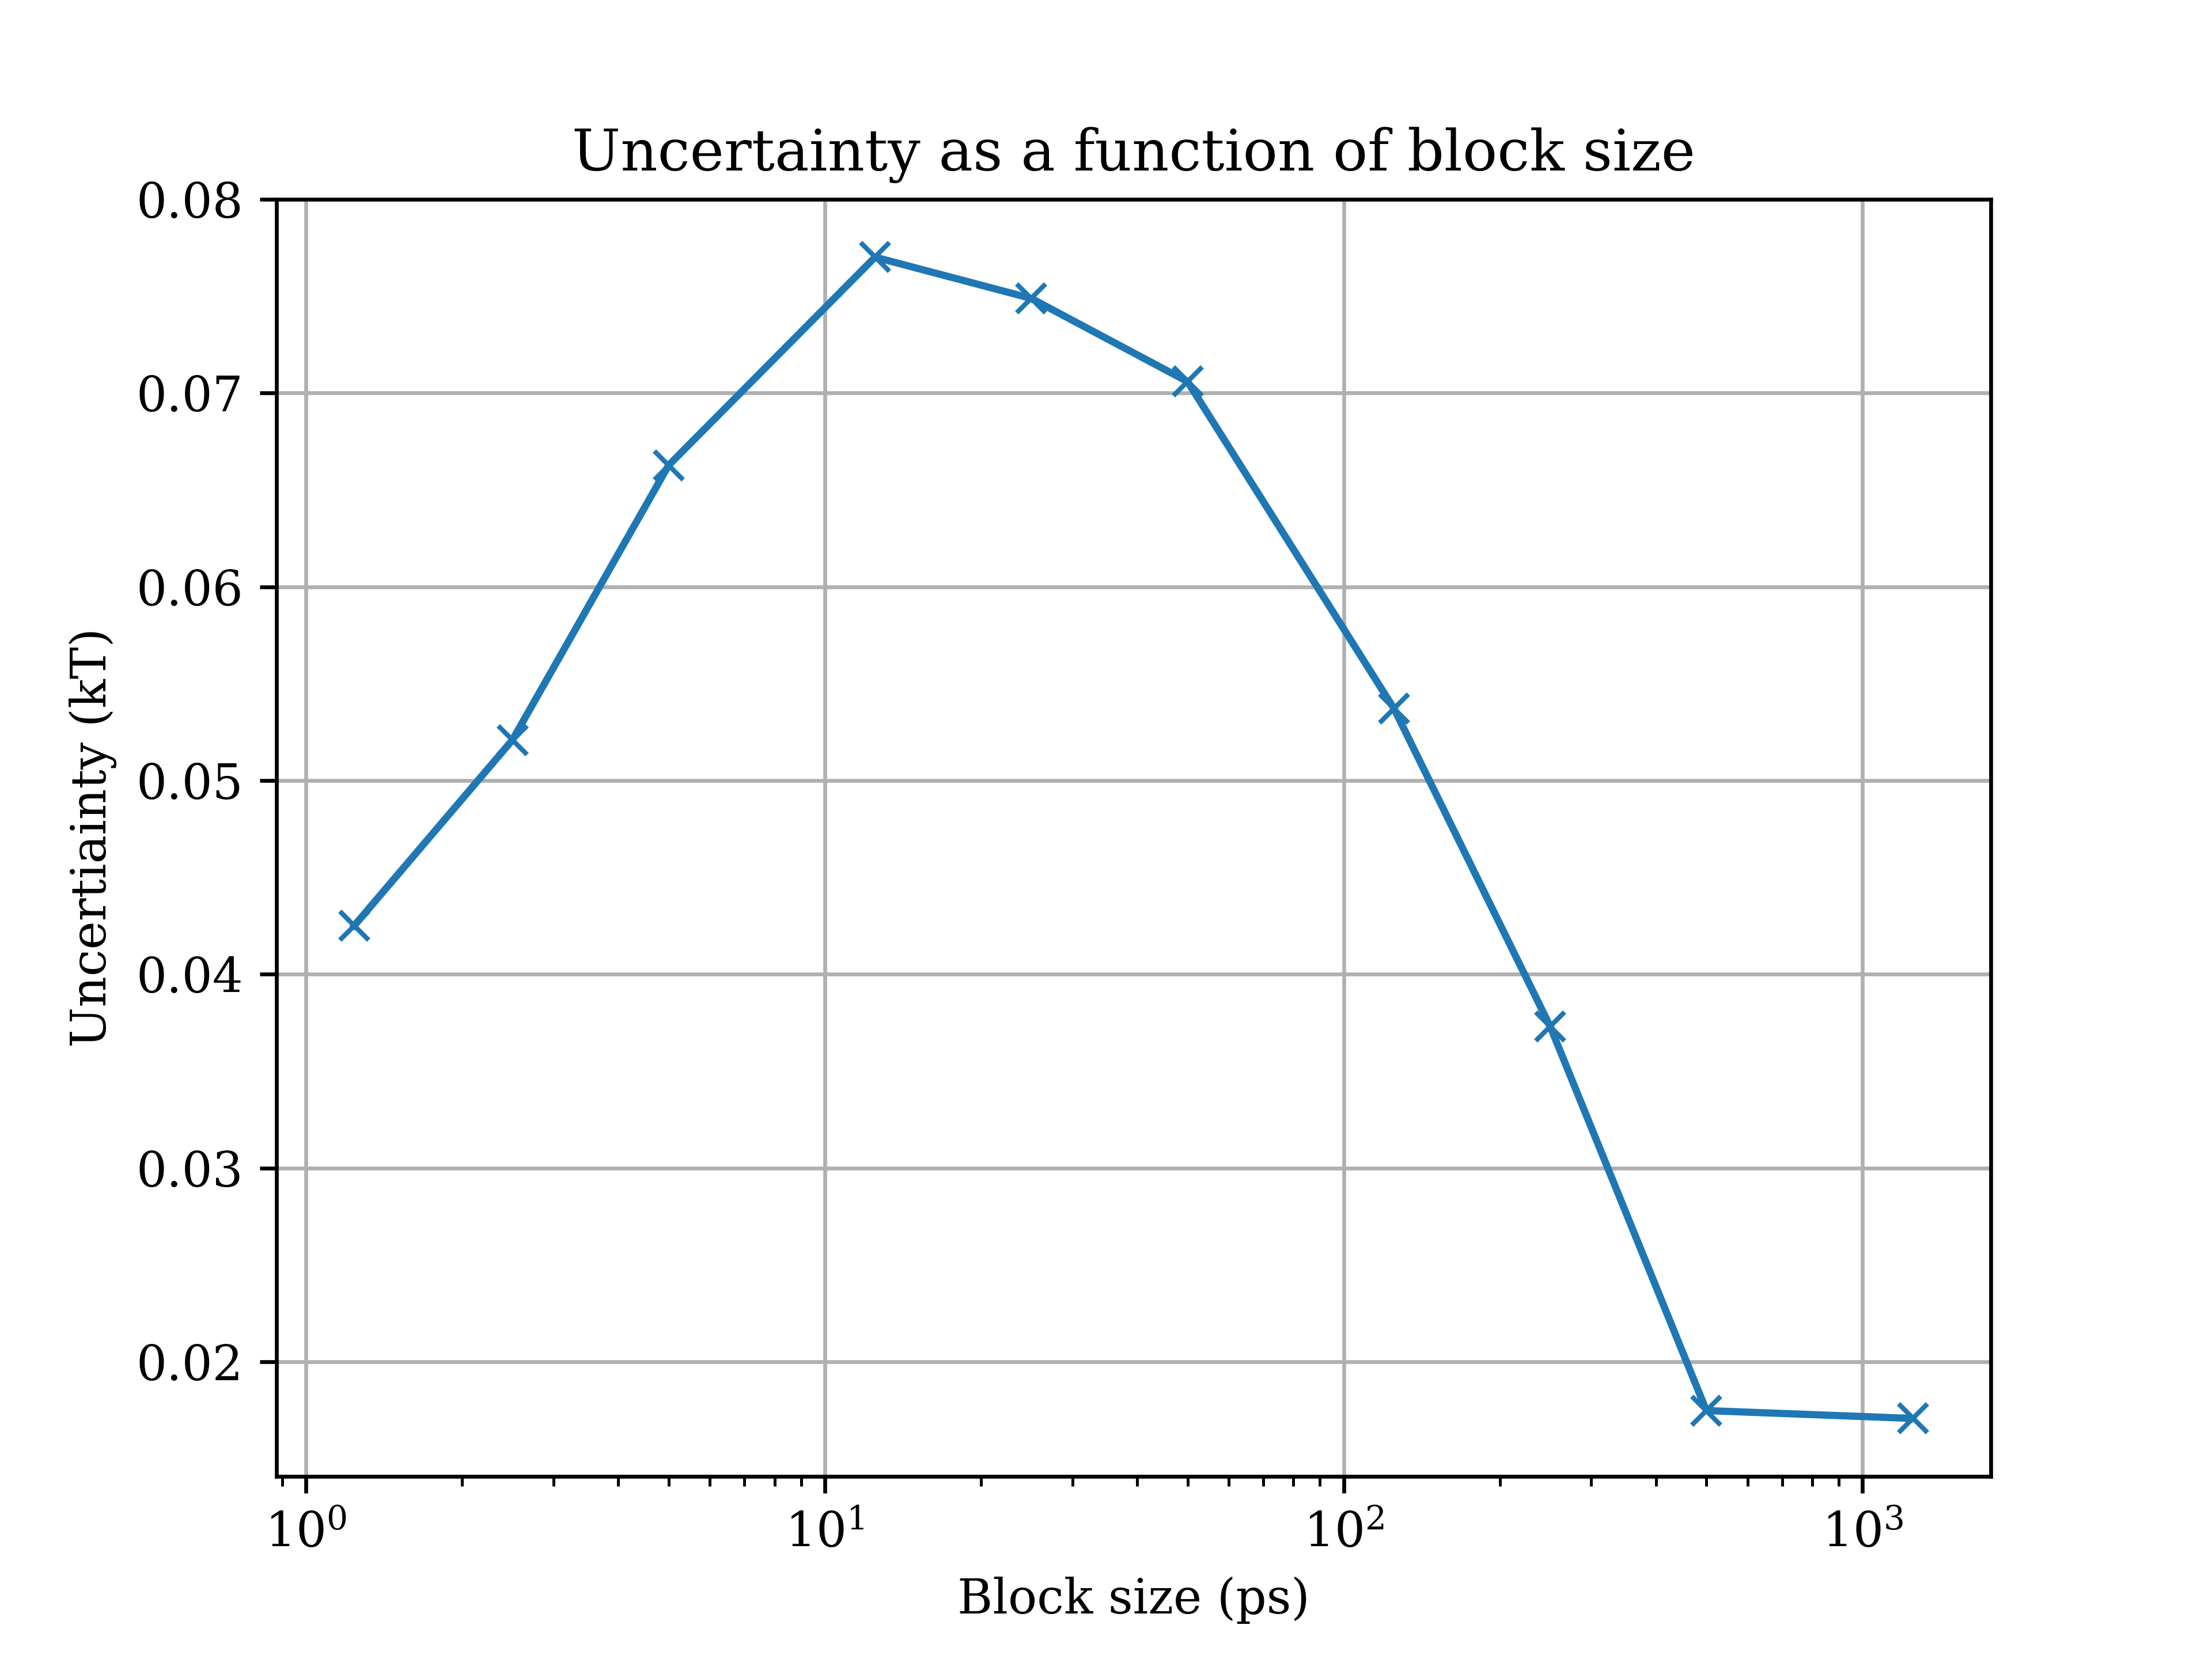 Uncertainty as a function of block size
0.08
0.07
0.06
0.05
0.04
0.03
0.02
Uncertiainty (kT)
10⁰ 10¹ 10² 10³
Block size (ps)